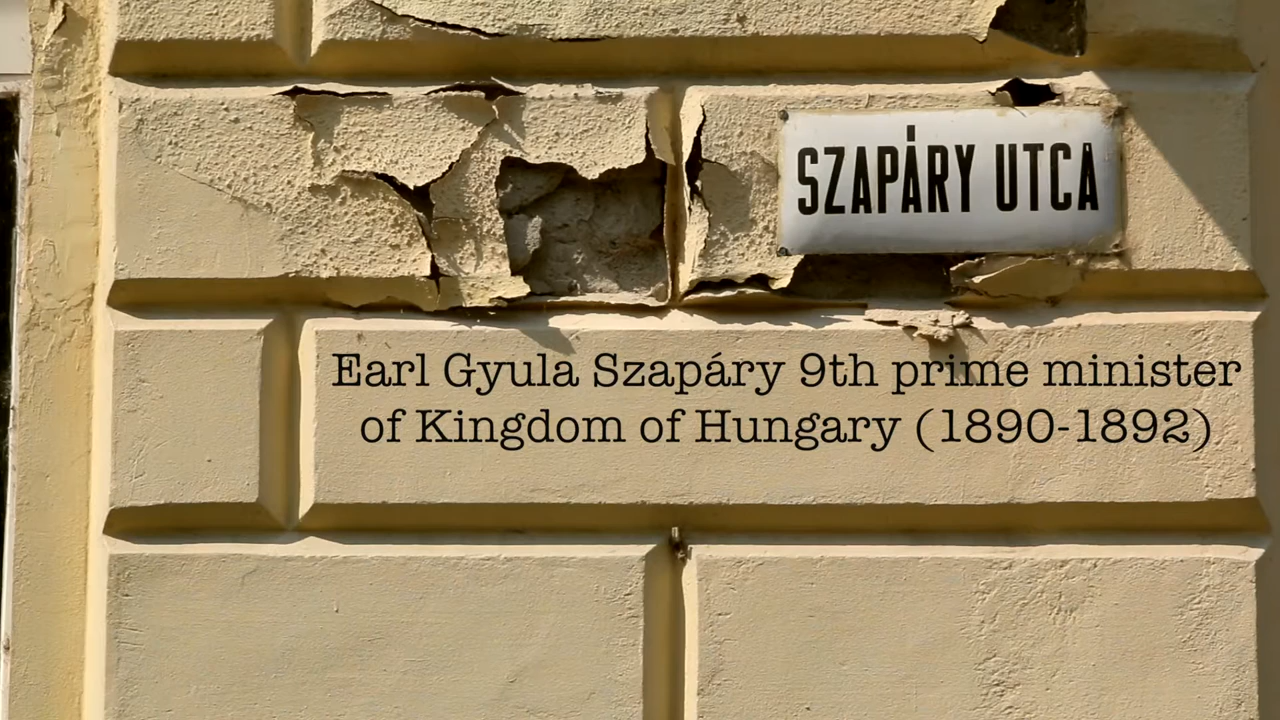 SZAPÁRY UTCA
Earl Gyula Szapáry 9th prime minister
of Kingdom of Hungary (1890-1892)